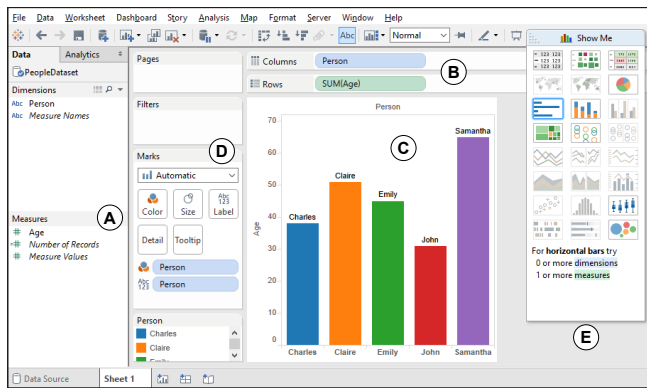 File Data Worksheet Dashboard Story Analysis Map Format Server Window Help
Abc Normal Show Me
Data Analytics
PeopleDataset
Dimensions
Abc Person
Abc Measure Names
Measures
# Age
# Number of Records
# Measure Values
A
Pages
Filters
Marks
D
Automatic
Color Size Abc 123 Label
Detail Tooltip
Person
Abc 123 Person
Person
Charles
Claire
Emily
Columns Person
Rows SUM(Age)
B
Person
C
Age
70
60
50
40
30
20
10
0
Charles
Claire
Emily
John
Samantha
Charles Claire Emily John Samantha
For horizontal bars try
0 or more dimensions
1 or more measures
E
Data Source Sheet 1